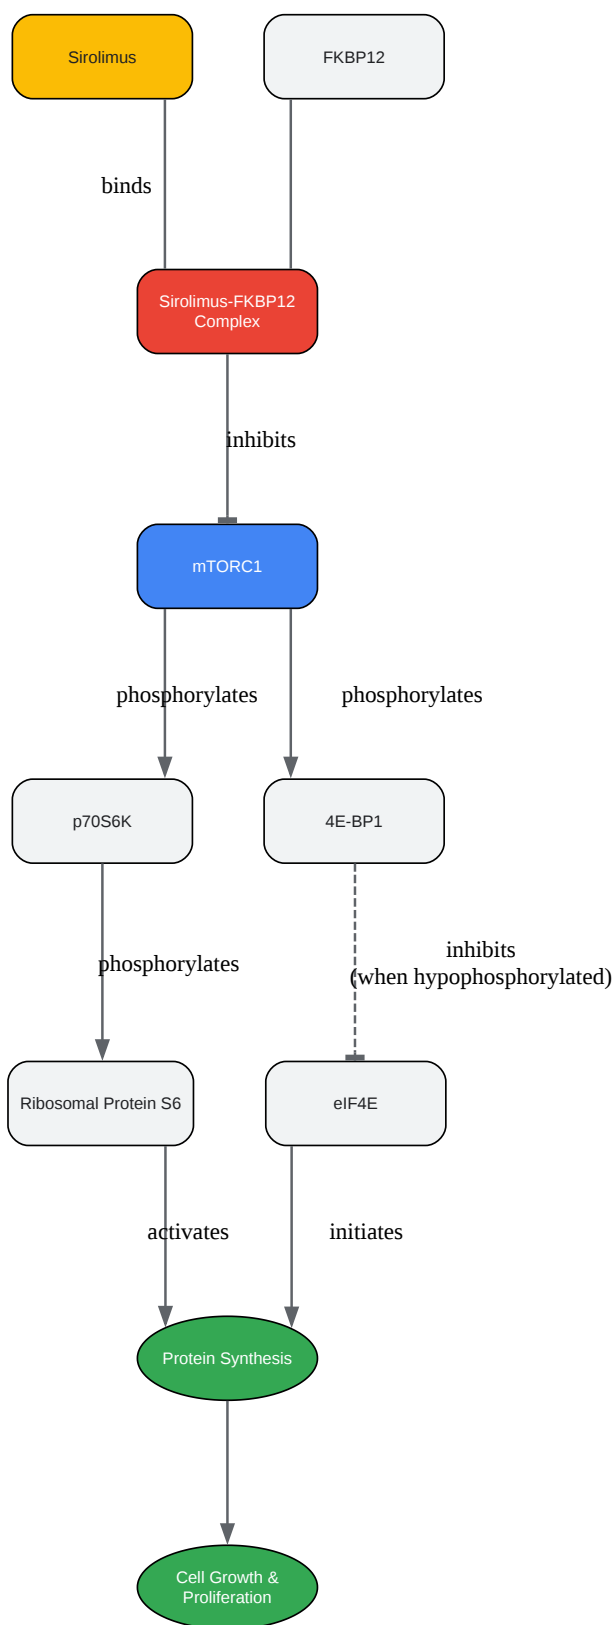 Sirolimus
FKBP12
binds
Sirolimus-FKBP12
Complex
inhibits
mTORC1
phosphorylates
phosphorylates
p70S6K
4E-BP1
phosphorylates
inhibits
(when hypophosphorylated)
Ribosomal Protein S6
eIF4E
activates
initiates
Protein Synthesis
Cell Growth &
Proliferation